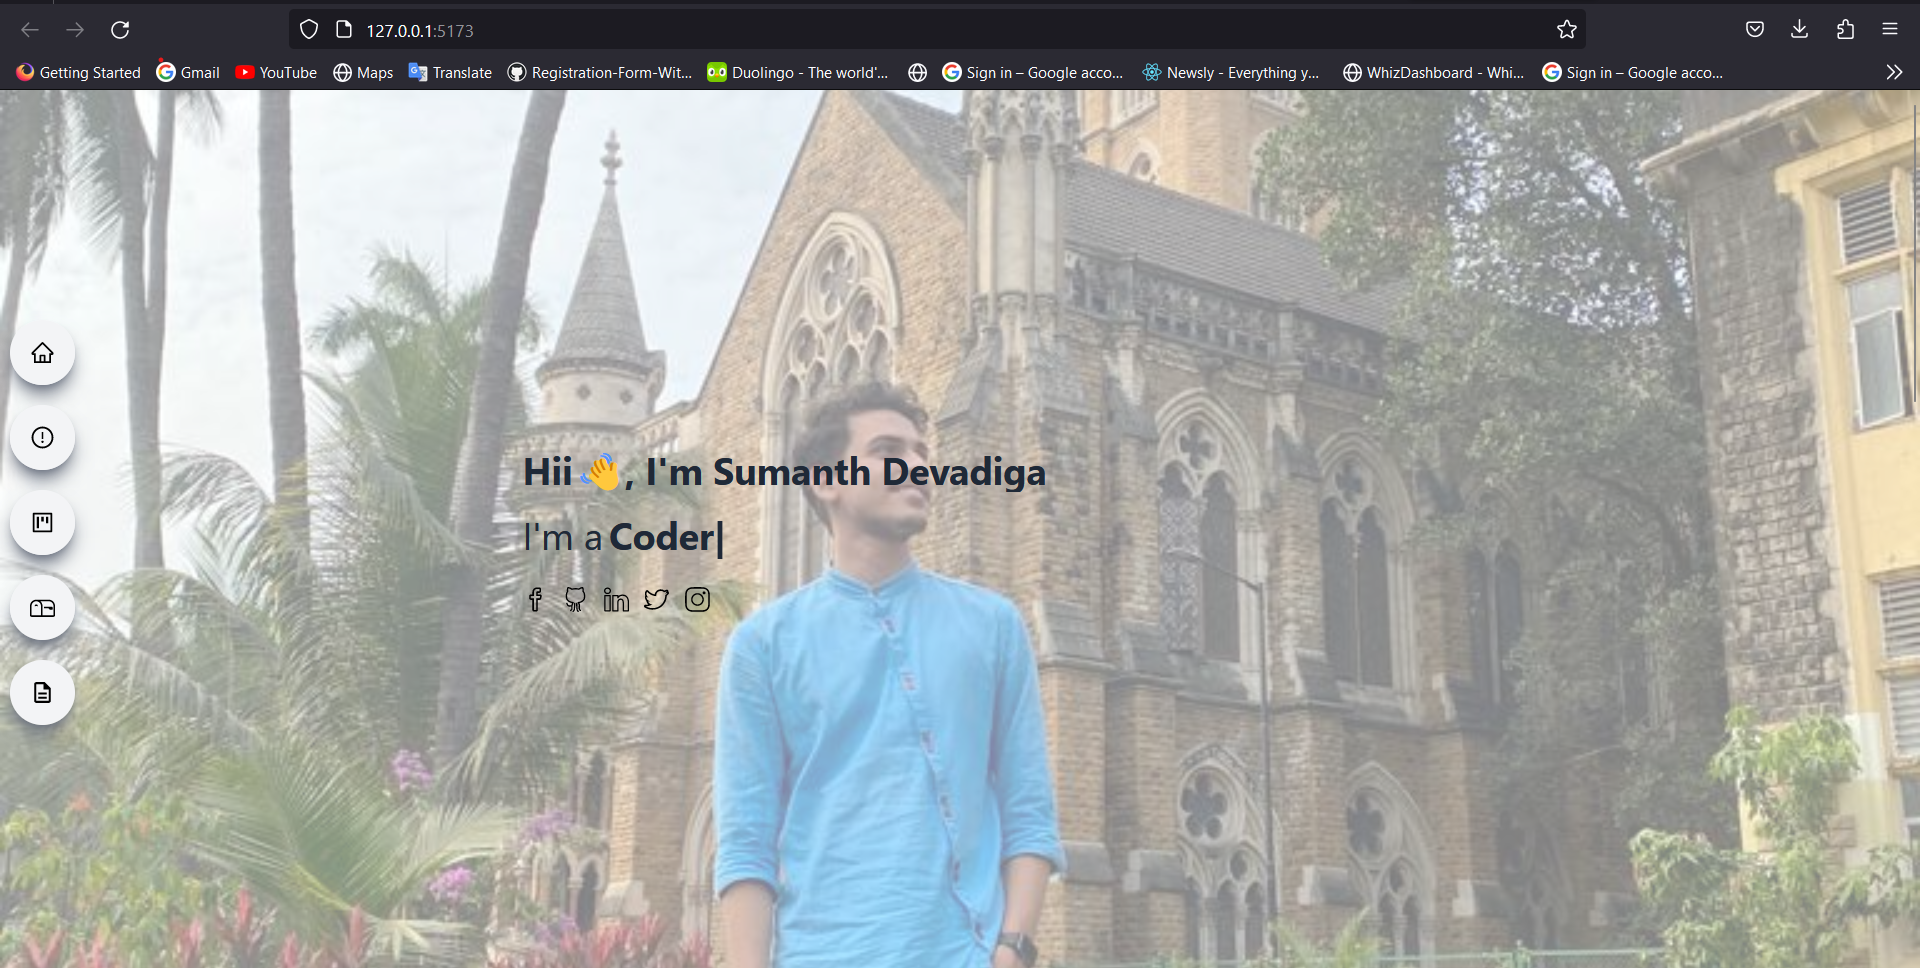 127.0.0.1:5173
Getting Started Gmail YouTube Maps Translate Registration-Form-Wit... Duolingo - The world'... Sign in – Google acco... Newsly - Everything y... WhizDashboard - Whi... Sign in – Google acco...
Hii 👋, I'm Sumanth Devadiga
I'm a Coder|